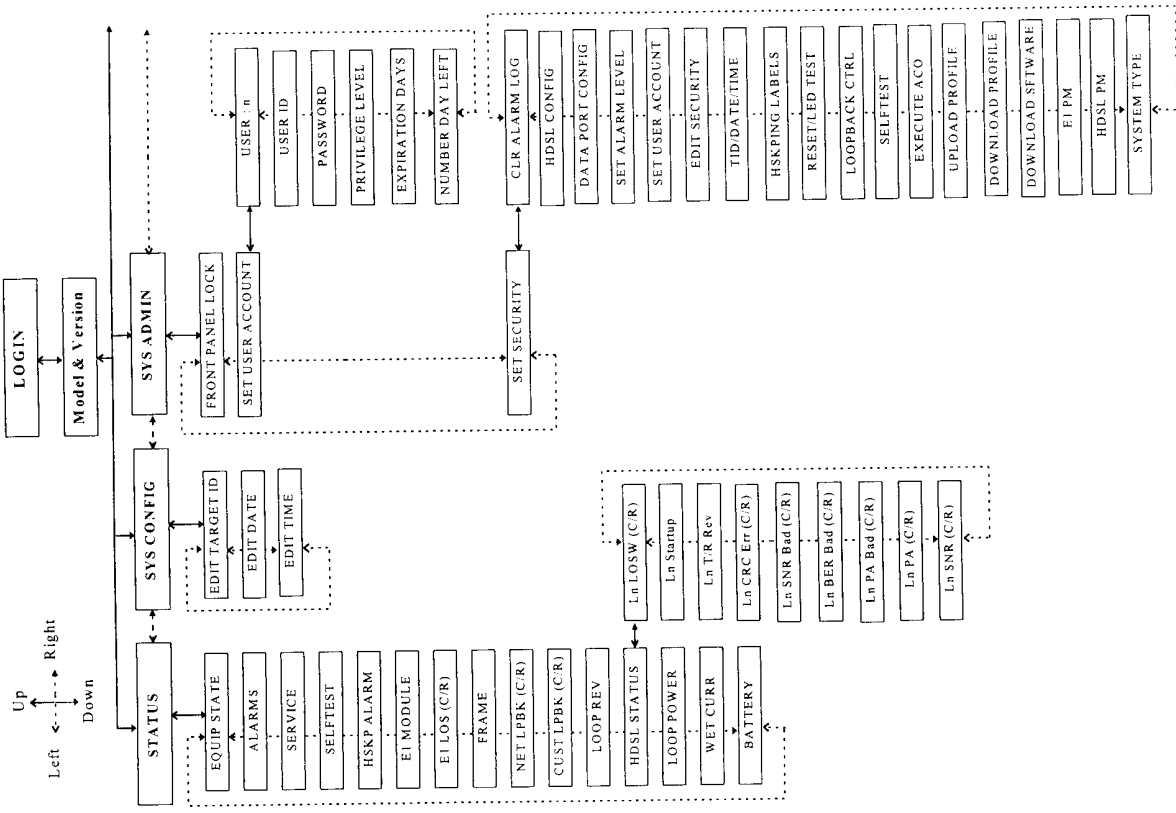 LOGIN
Model & Version
Up
Left
Right
Down
STATUS
SYS CONFIG
SYS ADMIN
EQUIP STATE
ALARMS
SERVICE
SELFTEST
HSKP ALARM
E1 MODULE
E1 LOS (C/R)
FRAME
NET LPBK (C/R)
CUST LPBK (C/R)
LOOP REV
HDSL STATUS
LOOP POWER
WET CURR
BATTERY
Ln LOSW (C/R)
Ln Startup
Ln T/R Rev
Ln CRC Err (C/R)
Ln SNR Bad (C/R)
Ln BER Bad (C/R)
Ln PA Bad (C/R)
Ln PA (C/R)
Ln SNR (C/R)
EDIT TARGET ID
EDIT DATE
EDIT TIME
FRONT PANEL LOCK
SET USER ACCOUNT
SET SECURITY
USER : n
USER ID
PASSWORD
PRIVILEGE LEVEL
EXPIRATION DAYS
NUMBER DAY LEFT
CLR ALARM LOG
HDSL CONFIG
DATA PORT CONFIG
SET ALARM LEVEL
SET USER ACCOUNT
EDIT SECURITY
TID/DATE/TIME
HSKPING LABELS
RESET/LED TEST
LOOPBACK CTRL
SELFTEST
EXECUTE ACO
UPLOAD PROFILE
DOWNLOAD PROFILE
DOWNLOAD SFTWARE
E1 PM
HDSL PM
SYSTEM TYPE